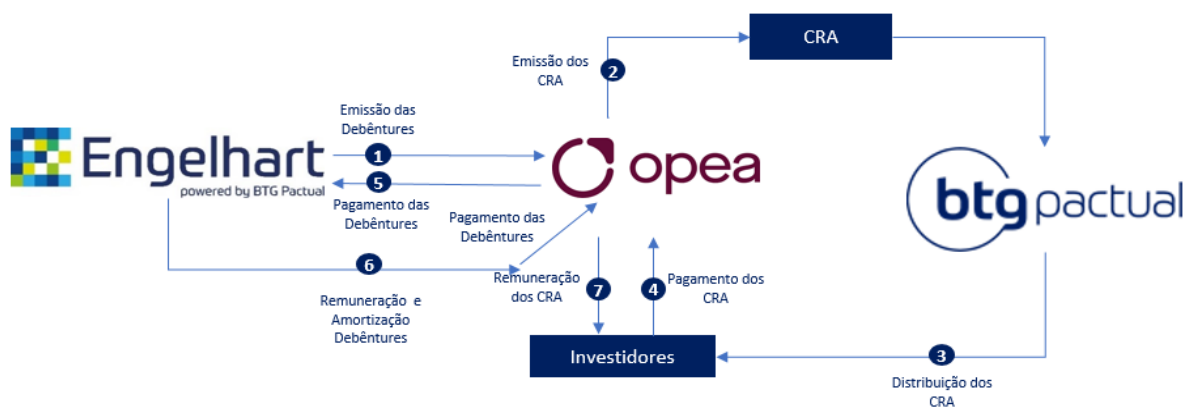 CRA
Emissão dos
CRA
2
Emissão das
Debêntures
Engelhart
powered by BTG Pactual
1
opea
5
btg pactual
Pagamento das
Debêntures
Pagamento das
Debêntures
6
Remuneração
dos CRA
7
4
Pagamento dos
CRA
Remuneração e
Amortização
Debêntures
Investidores
3
Distribuição dos
CRA